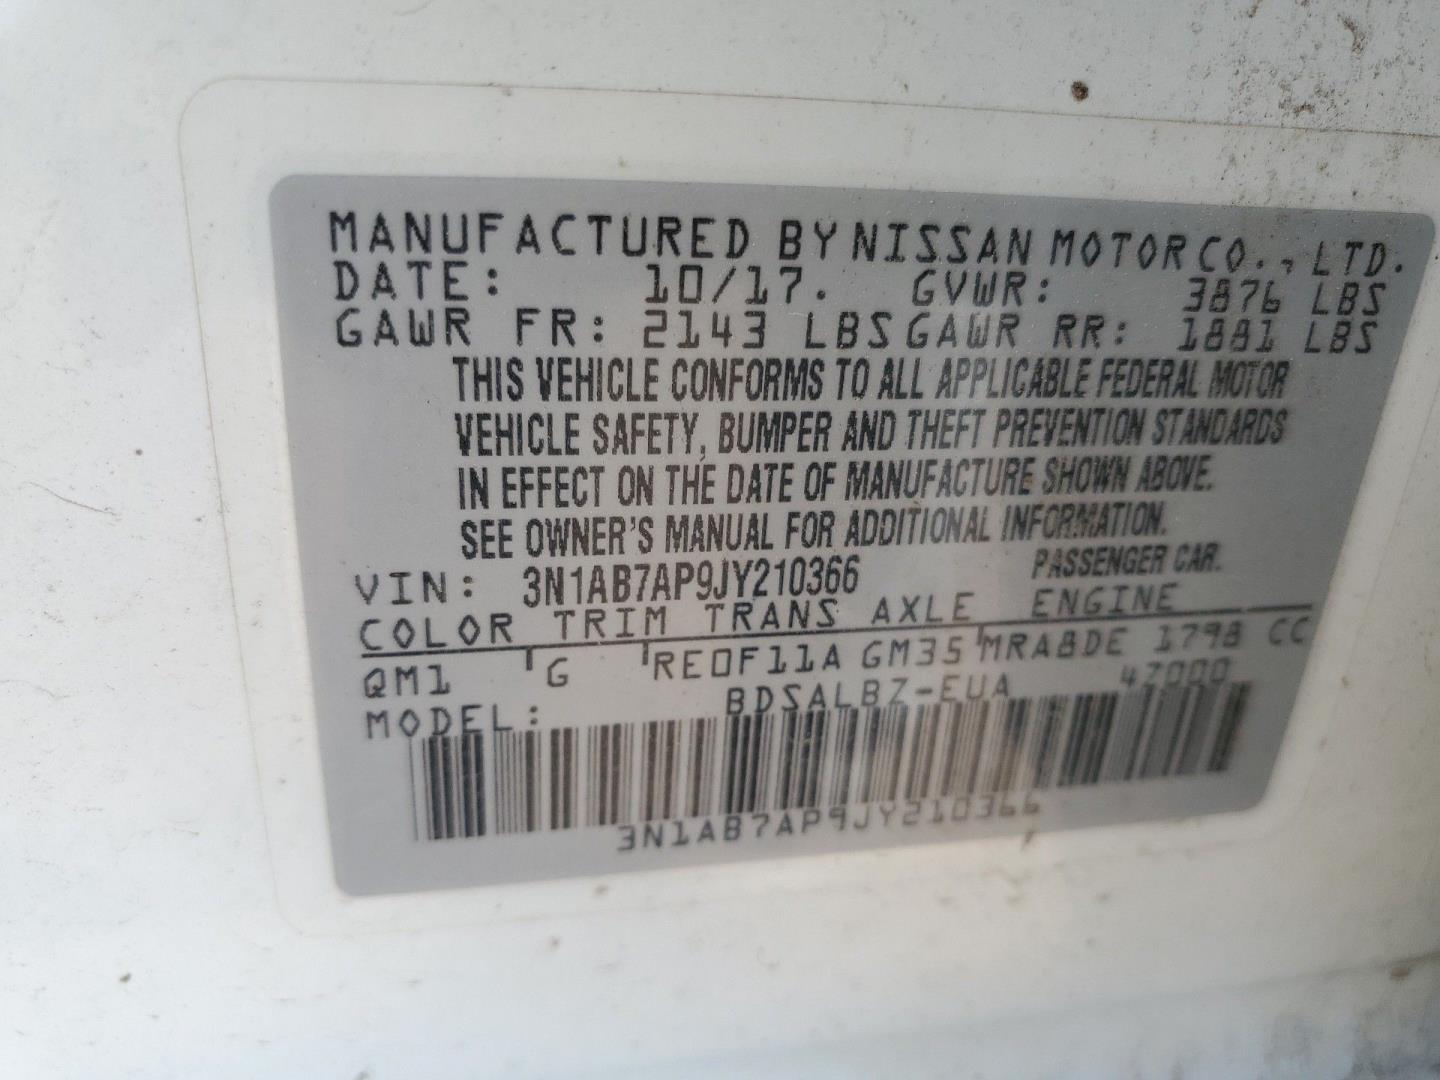 MANUFACTURED BY NISSAN MOTOR CO., LTD.
DATE: 10/17. GVWR: 3876 LBS
GAWR FR: 2143 LBS GAWR RR: 1881 LBS
THIS VEHICLE CONFORMS TO ALL APPLICABLE FEDERAL MOTOR
VEHICLE SAFETY, BUMPER AND THEFT PREVENTION STANDARDS
IN EFFECT ON THE DATE OF MANUFACTURE SHOWN ABOVE.
SEE OWNER'S MANUAL FOR ADDITIONAL INFORMATION.
VIN: 3N1AB7AP9JY210366 PASSENGER CAR.
COLOR TRIM TRANS AXLE ENGINE
QM1 G RE0F11A GM35 MRA8DE 1798 CC
MODEL: BDSALBZ-EUA 47000
3N1AB7AP9JY210366